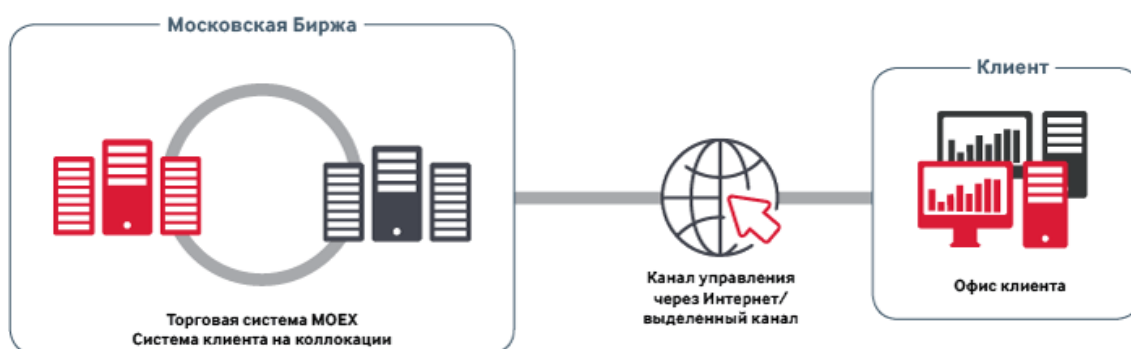 Московская Биржа
Торговая система MOEX
Система клиента на коллокации
Канал управления
через Интернет/
выделенный канал
Клиент
Офис клиента